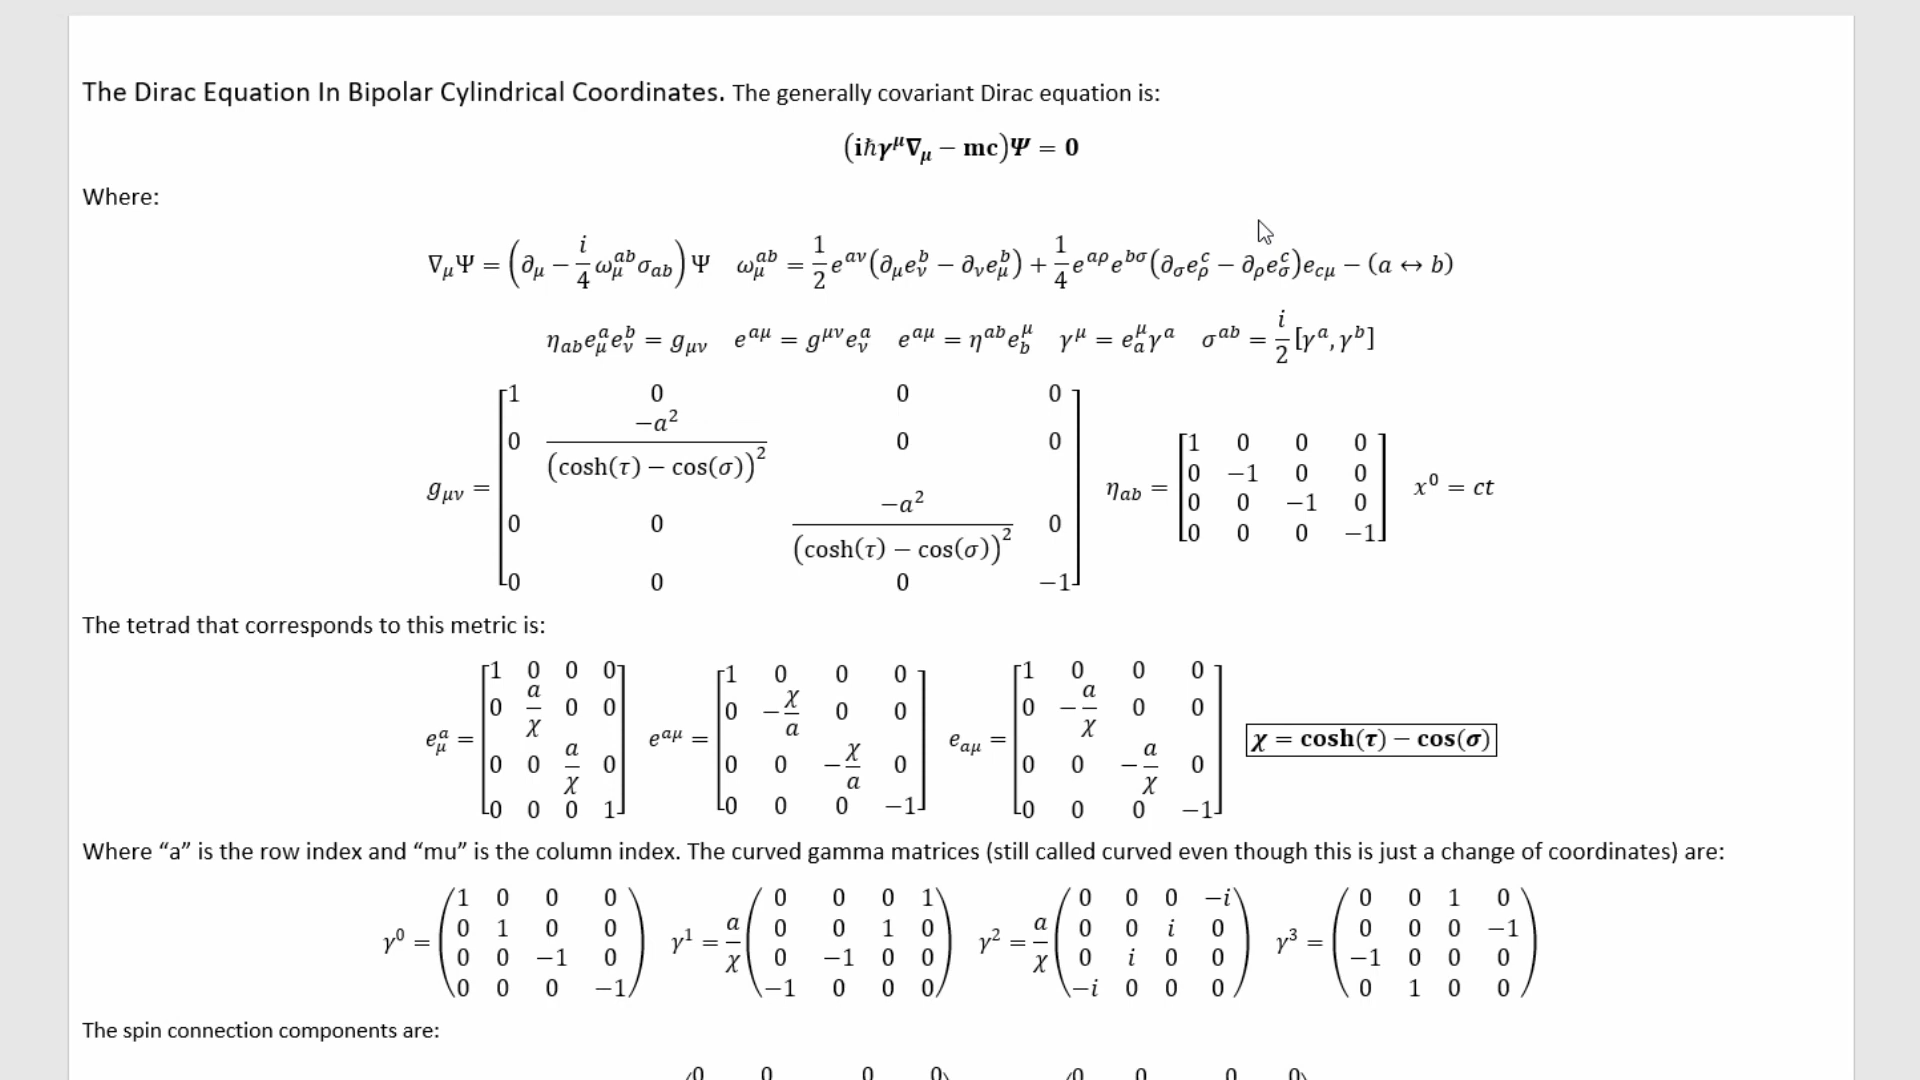 The Dirac Equation In Bipolar Cylindrical Coordinates. The generally covariant Dirac equation is:
(iħγ^μ∇_μ − mc)Ψ = 0
Where:
∇_μΨ = (∂_μ − i/4 ω_μ^{ab}σ_{ab})Ψ   ω_μ^{ab} = 1/2 e^{aν}(∂_μe_ν^b − ∂_νe_μ^b) + 1/4 e^{aρ}e^{bσ}(∂_σe_ρ^c − ∂_ρe_σ^c)e_{cμ} − (a ↔ b)
η_{ab}e_μ^a e_ν^b = g_{μν}   e^{aμ} = g^{μν}e_ν^a   e^{aμ} = η^{ab}e_b^μ   γ^μ = e_a^μγ^a   σ^{ab} = i/2 [γ^a, γ^b]
g_{μν} = [1 0 0 0; 0 −a²/(cosh(τ) − cos(σ))² 0 0; 0 0 −a²/(cosh(τ) − cos(σ))² 0; 0 0 0 −1]   η_{ab} = [1 0 0 0; 0 −1 0 0; 0 0 −1 0; 0 0 0 −1]   x^0 = ct
The tetrad that corresponds to this metric is:
e_μ^a = [1 0 0 0; 0 a/χ 0 0; 0 0 a/χ 0; 0 0 0 1]   e^{aμ} = [1 0 0 0; 0 −χ/a 0 0; 0 0 −χ/a 0; 0 0 0 −1]   e_{aμ} = [1 0 0 0; 0 −a/χ 0 0; 0 0 −a/χ 0; 0 0 0 −1]   χ = cosh(τ) − cos(σ)
Where “a” is the row index and “mu” is the column index. The curved gamma matrices (still called curved even though this is just a change of coordinates) are:
γ^0 = (1 0 0 0; 0 1 0 0; 0 0 −1 0; 0 0 0 −1)   γ^1 = a/χ (0 0 0 1; 0 0 1 0; 0 −1 0 0; −1 0 0 0)   γ^2 = a/χ (0 0 0 −i; 0 0 i 0; 0 i 0 0; −i 0 0 0)   γ^3 = (0 0 1 0; 0 0 0 −1; −1 0 0 0; 0 1 0 0)
The spin connection components are:
0 0 0 0   0 0 0 0